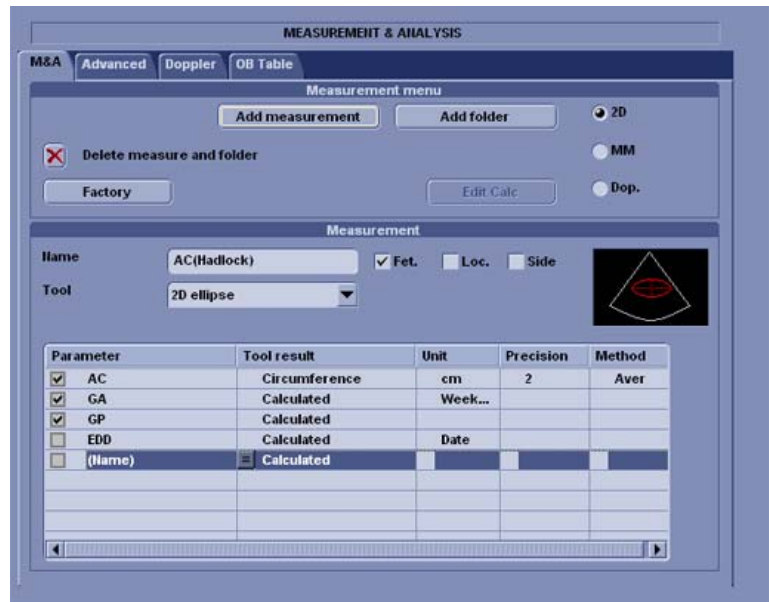 MEASUREMENT & ANALYSIS
M&A Advanced Doppler OB Table
Measurement menu
Add measurement Add folder 2D
Delete measure and folder MM
Factory Edit Calc Dop.
Measurement
Name AC(Hadlock) Fet. Loc. Side
Tool 2D ellipse
Parameter Tool result Unit Precision Method
AC Circumference cm 2 Aver
GA Calculated Week...
GP Calculated
EDD Calculated Date
(Name) = Calculated